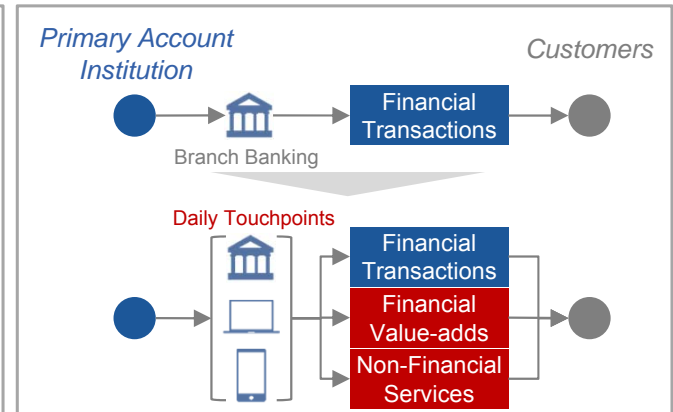 Primary Account
Institution
Customers
Financial
Transactions
Branch Banking
Daily Touchpoints
Financial
Transactions
Financial
Value-adds
Non-Financial
Services